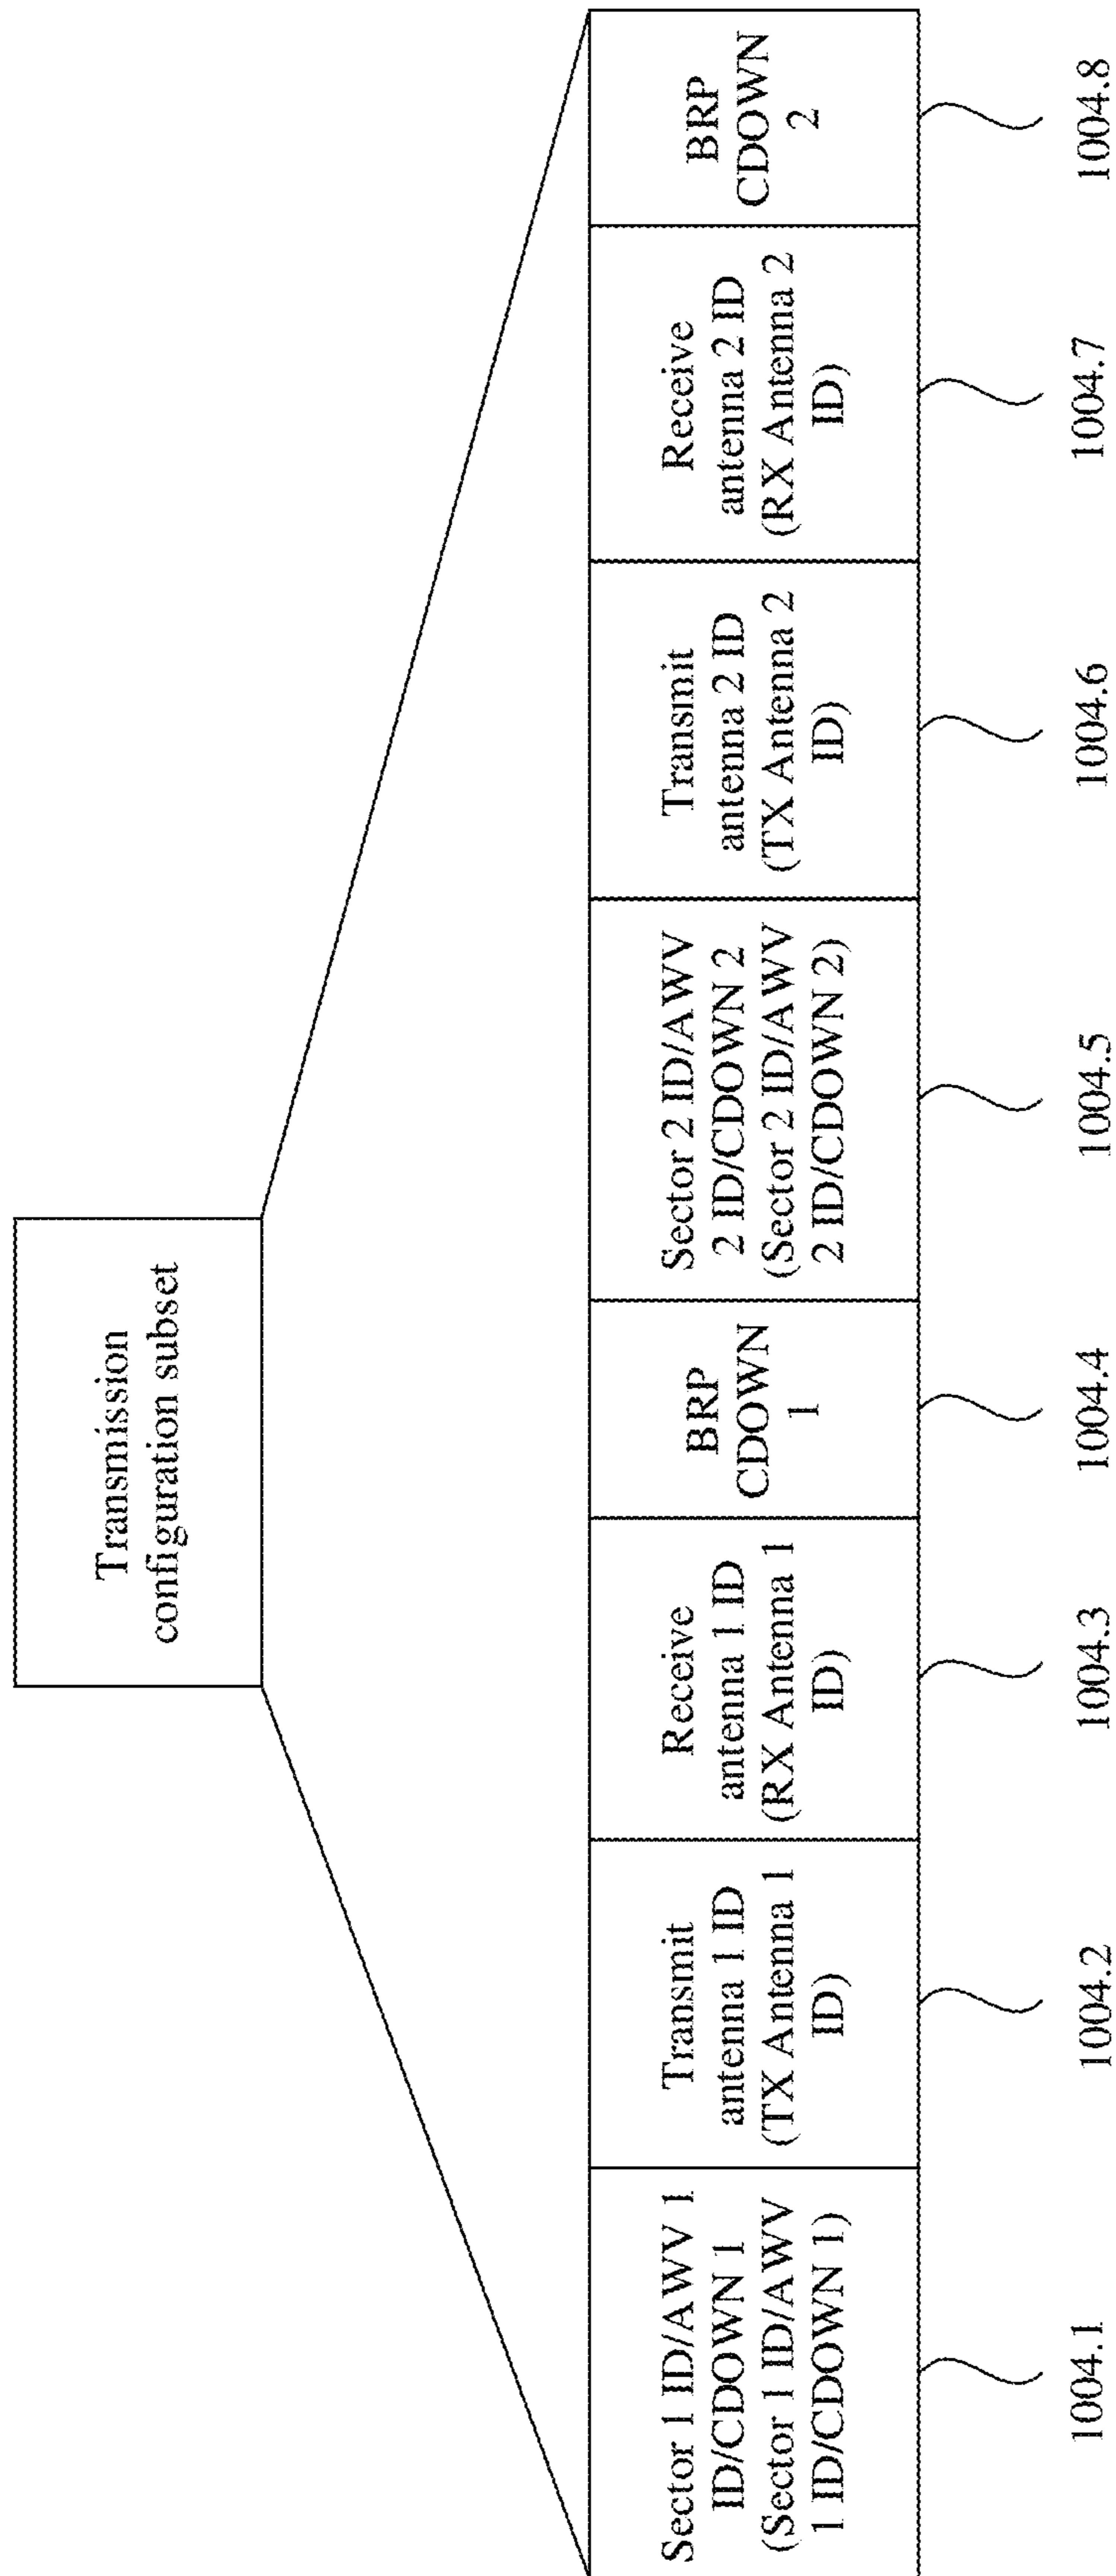 Transmission
configuration subset
Sector 1 ID/AWV 1
ID/CDOWN 1
(Sector 1 ID/AWV
1 ID/CDOWN 1)
Transmit
antenna 1 ID
(TX Antenna 1
ID)
Receive
antenna 1 ID
(RX Antenna 1
ID)
BRP
CDOWN
1
Sector 2 ID/AWV
2 ID/CDOWN 2
(Sector 2 ID/AWV
2 ID/CDOWN 2)
Transmit
antenna 2 ID
(TX Antenna 2
ID)
Receive
antenna 2 ID
(RX Antenna 2
ID)
BRP
CDOWN
2
1004.1
1004.2
1004.3
1004.4
1004.5
1004.6
1004.7
1004.8